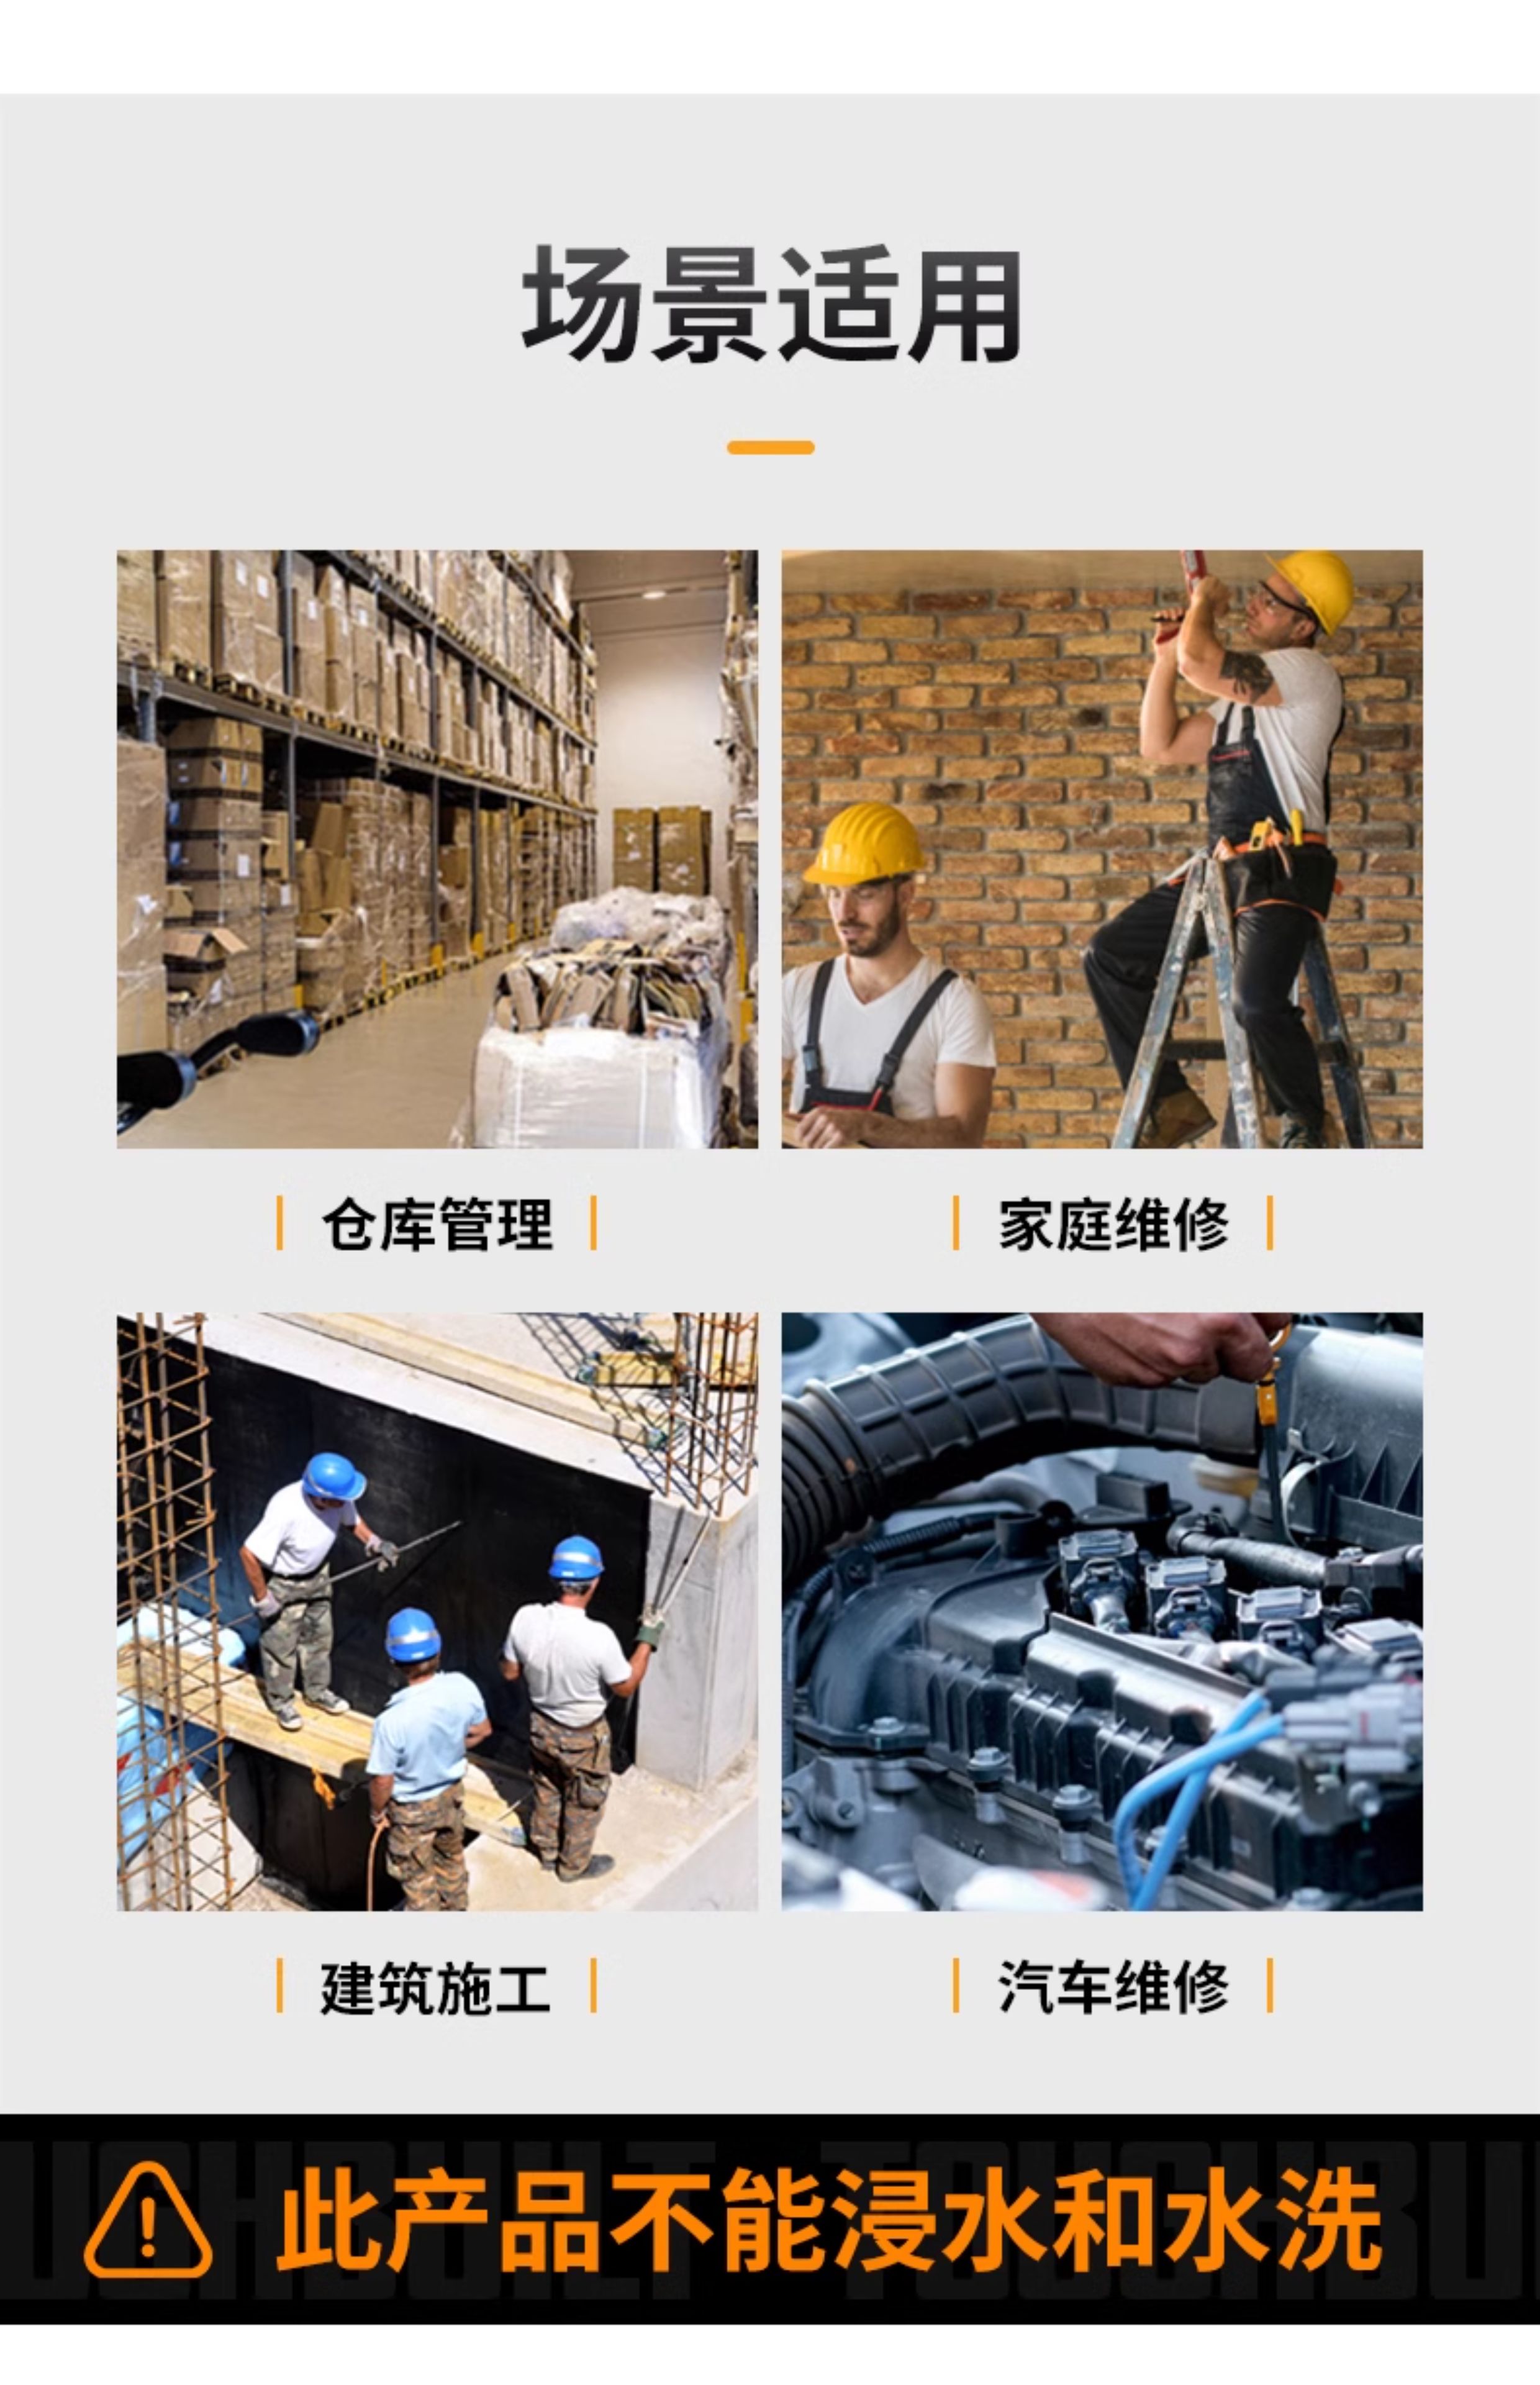 场景适用
仓库管理
家庭维修
建筑施工
汽车维修
此产品不能浸水和水洗